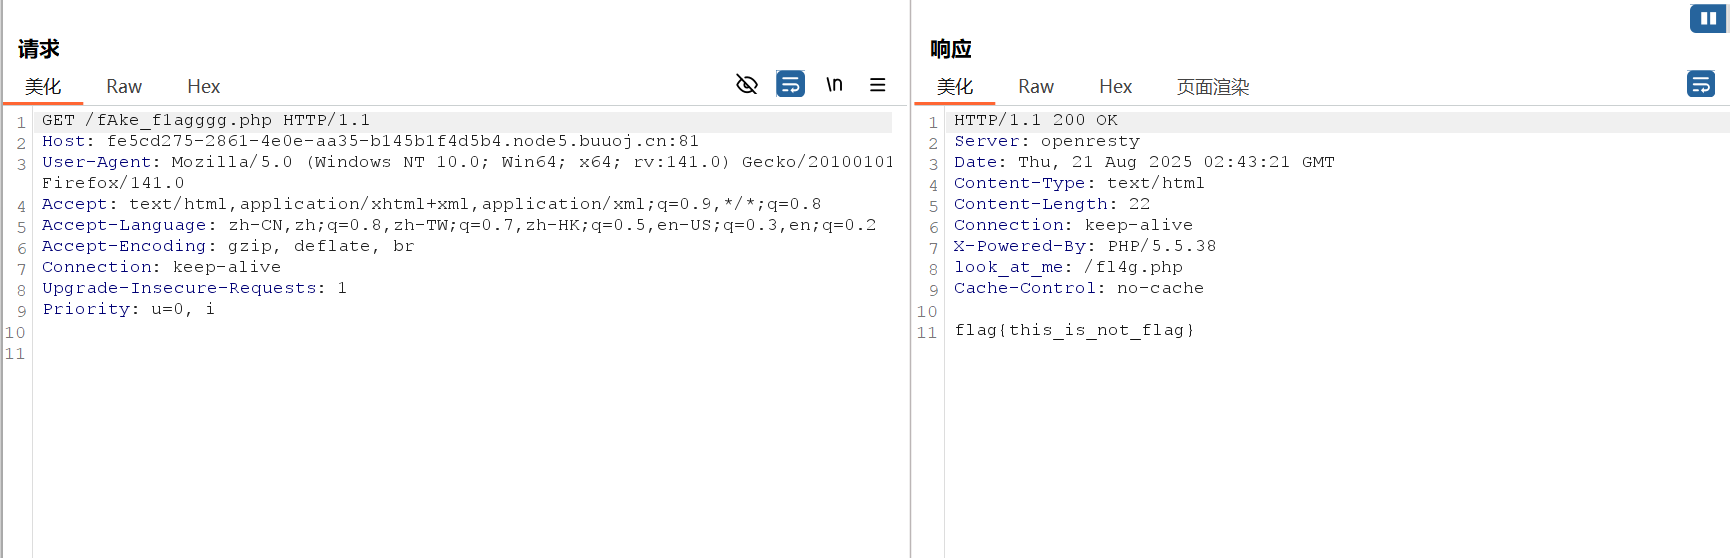 请求
美化 Raw Hex \n
1 GET /fAke_f1agggg.php HTTP/1.1
2 Host: fe5cd275-2861-4e0e-aa35-b145b1f4d5b4.node5.buuoj.cn:81
3 User-Agent: Mozilla/5.0 (Windows NT 10.0; Win64; x64; rv:141.0) Gecko/20100101
Firefox/141.0
4 Accept: text/html,application/xhtml+xml,application/xml;q=0.9,*/*;q=0.8
5 Accept-Language: zh-CN,zh;q=0.8,zh-TW;q=0.7,zh-HK;q=0.5,en-US;q=0.3,en;q=0.2
6 Accept-Encoding: gzip, deflate, br
7 Connection: keep-alive
8 Upgrade-Insecure-Requests: 1
9 Priority: u=0, i
10
11
响应
美化 Raw Hex 页面渲染
1 HTTP/1.1 200 OK
2 Server: openresty
3 Date: Thu, 21 Aug 2025 02:43:21 GMT
4 Content-Type: text/html
5 Content-Length: 22
6 Connection: keep-alive
7 X-Powered-By: PHP/5.5.38
8 look_at_me: /fl4g.php
9 Cache-Control: no-cache
10
11 flag{this_is_not_flag}